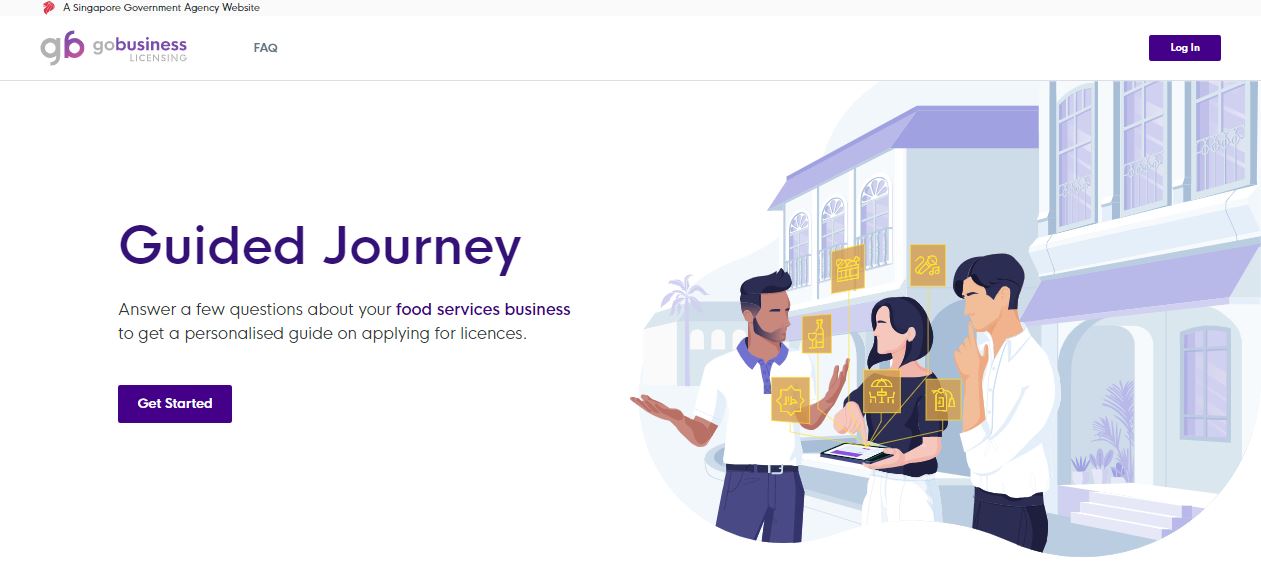 A Singapore Government Agency Website
gb gobusiness
LICENSING
FAQ
Log In
Guided Journey
Answer a few questions about your food services business
to get a personalised guide on applying for licences.
Get Started